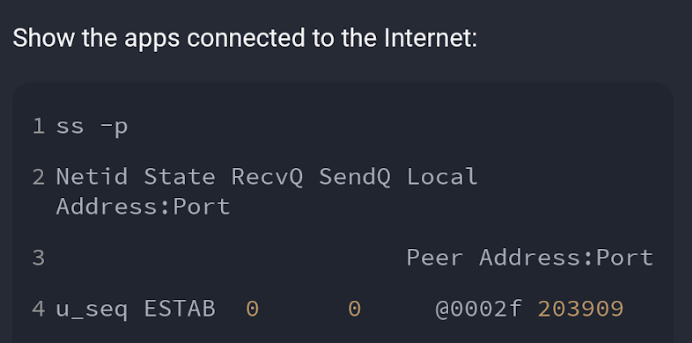 Show the apps connected to the Internet:
1 ss -p
2 Netid State RecvQ SendQ Local
Address:Port
3 Peer Address:Port
4 u_seq ESTAB 0 0 @0002f 203909